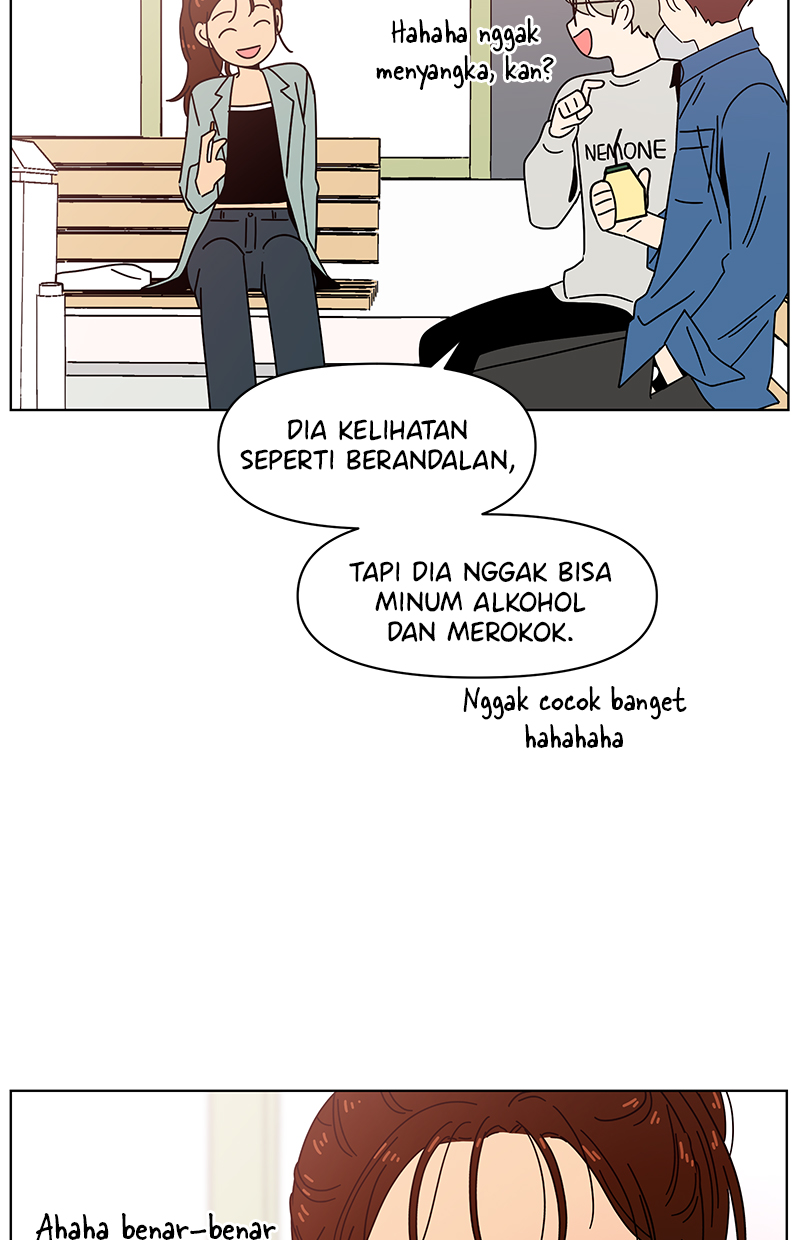 Hahaha nggak
menyangka, kan?
NEMONE
DIA KELIHATAN
SEPERTI BERANDALAN,
TAPI DIA NGGAK BISA
MINUM ALKOHOL
DAN MEROKOK.
Nggak cocok banget
hahahaha
Ahaha benar-benar